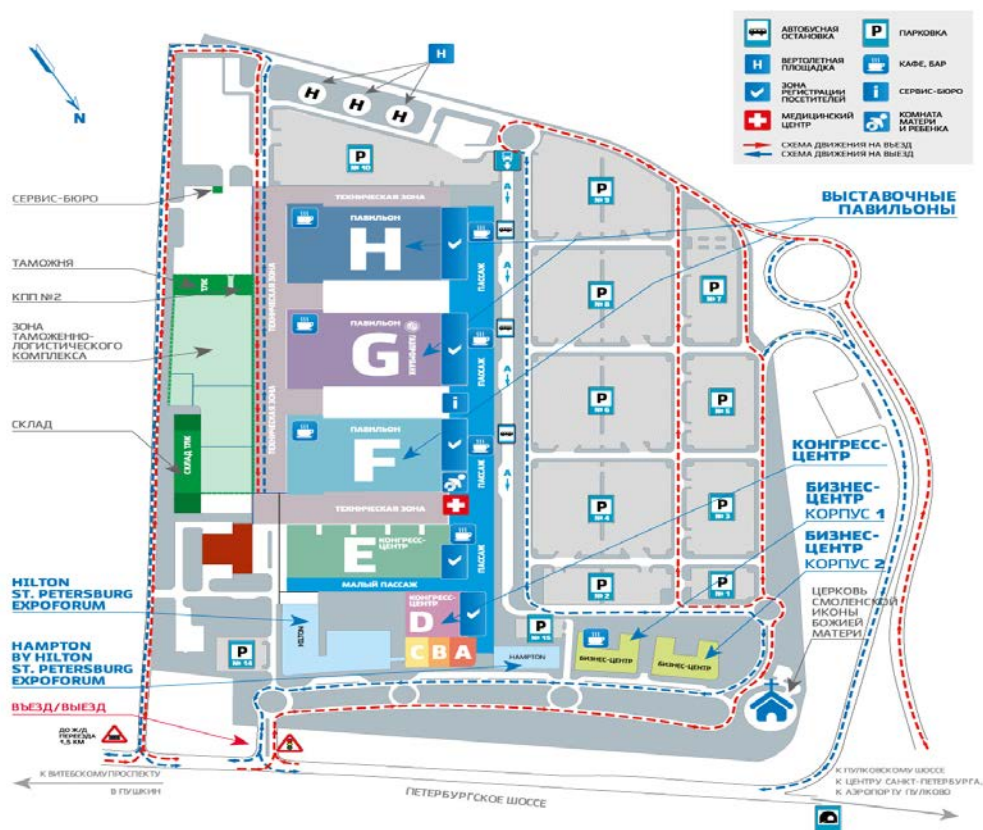 N
H
АВТОБУСНАЯ
ОСТАНОВКА
P
ПАРКОВКА
H
ВЕРТОЛЕТНАЯ
ПЛОЩАДКА
КАФЕ, БАР
ЗОНА
РЕГИСТРАЦИИ
ПОСЕТИТЕЛЕЙ
i
СЕРВИС-БЮРО
МЕДИЦИНСКИЙ
ЦЕНТР
КОМНАТА
МАТЕРИ
И РЕБЕНКА
СХЕМА ДВИЖЕНИЯ НА ВЪЕЗД
СХЕМА ДВИЖЕНИЯ НА ВЫЕЗД
H
H
H
P
№ 10
P
№ 9
СЕРВИС-БЮРО
ТЕХНИЧЕСКАЯ ЗОНА
ВЫСТАВОЧНЫЕ
ПАВИЛЬОНЫ
ПАВИЛЬОН
H
ПАССАЖ
A
ТАМОЖНЯ
КПП №2
ТЛК
ТЕХНИЧЕСКАЯ ЗОНА
A
P
№ 8
P
№ 7
ЗОНА
ТАМОЖЕННО-
ЛОГИСТИЧЕСКОГО
КОМПЛЕКСА
ПАВИЛЬОН
G
ПАССАЖ
A
i
P
№ 6
P
№ 5
СКЛАД
СКЛАД ТЛК
ТЕХНИЧЕСКАЯ ЗОНА
ПАВИЛЬОН
F
ПАССАЖ
A
КОНГРЕСС-
ЦЕНТР
БИЗНЕС-
ЦЕНТР
КОРПУС 1
БИЗНЕС-
ЦЕНТР
КОРПУС 2
P
№ 4
P
№ 3
ТЕХНИЧЕСКАЯ ЗОНА
E
КОНГРЕСС-
ЦЕНТР
ПАССАЖ
МАЛЫЙ ПАССАЖ
P
№ 2
P
№ 1
HILTON
ST. PETERSBURG
EXPOFORUM
ЦЕРКОВЬ
СМОЛЕНСКОЙ
ИКОНЫ
БОЖИЕЙ
МАТЕРИ
HILTON
КОНГРЕСС-
ЦЕНТР
D
C B A
P
№ 15
P
№ 14
HAMPTON
БИЗНЕС-ЦЕНТР
БИЗНЕС-ЦЕНТР
HAMPTON
BY HILTON
ST. PETERSBURG
EXPOFORUM
ВЪЕЗД/ВЫЕЗД
ДО Ж/Д
ПЕРЕЕЗДА
1,5 КМ
К ВИТЕБСКОМУ ПРОСПЕКТУ
В ПУШКИН
ПЕТЕРБУРГСКОЕ ШОССЕ
К ПУЛКОВСКОМУ ШОССЕ
К ЦЕНТРУ САНКТ-ПЕТЕРБУРГА,
К АЭРОПОРТУ ПУЛКОВО